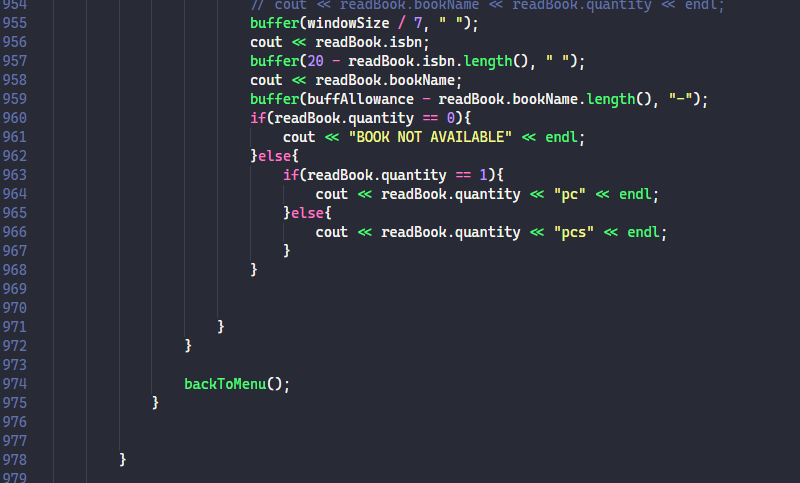 954 // cout << readBook.bookName << readBook.quantity << endl;
955 buffer(windowSize / 7, " ");
956 cout << readBook.isbn;
957 buffer(20 - readBook.isbn.length(), " ");
958 cout << readBook.bookName;
959 buffer(buffAllowance - readBook.bookName.length(), "-");
960 if(readBook.quantity == 0){
961 cout << "BOOK NOT AVAILABLE" << endl;
962 }else{
963 if(readBook.quantity == 1){
964 cout << readBook.quantity << "pc" << endl;
965 }else{
966 cout << readBook.quantity << "pcs" << endl;
967 }
968 }
969
970
971 }
972 }
973
974 backToMenu();
975 }
976
977
978 }
979